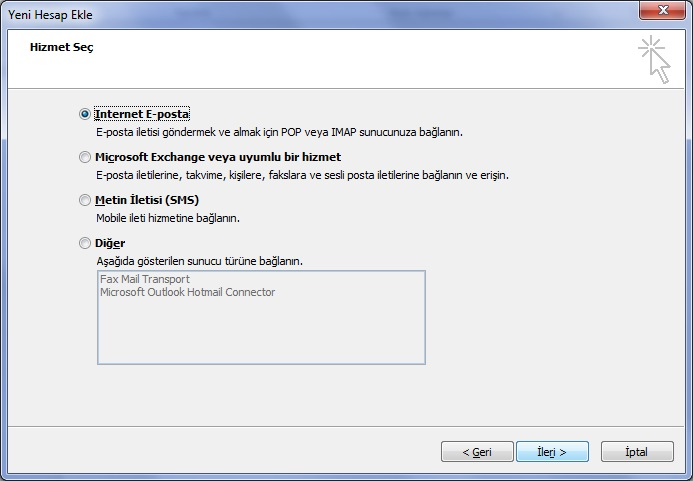 Yeni Hesap Ekle
Hizmet Seç
Internet E-posta
E-posta iletisi göndermek ve almak için POP veya IMAP sunucunuza bağlanın.
Microsoft Exchange veya uyumlu bir hizmet
E-posta iletilerine, takvime, kişilere, fakslara ve sesli posta iletilerine bağlanın ve erişin.
Metin İletisi (SMS)
Mobile ileti hizmetine bağlanın.
Diğer
Aşağıda gösterilen sunucu türüne bağlanın.
Fax Mail Transport
Microsoft Outlook Hotmail Connector
< Geri
İleri >
İptal